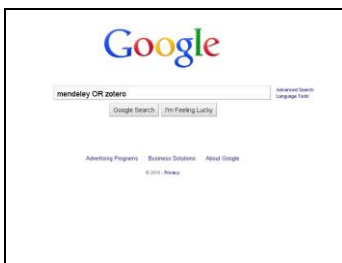 Google
mendeley OR zotero
Advanced Search
Language Tools
Google Search I'm Feeling Lucky
Advertising Programs Business Solutions About Google
© 2010 - Privacy